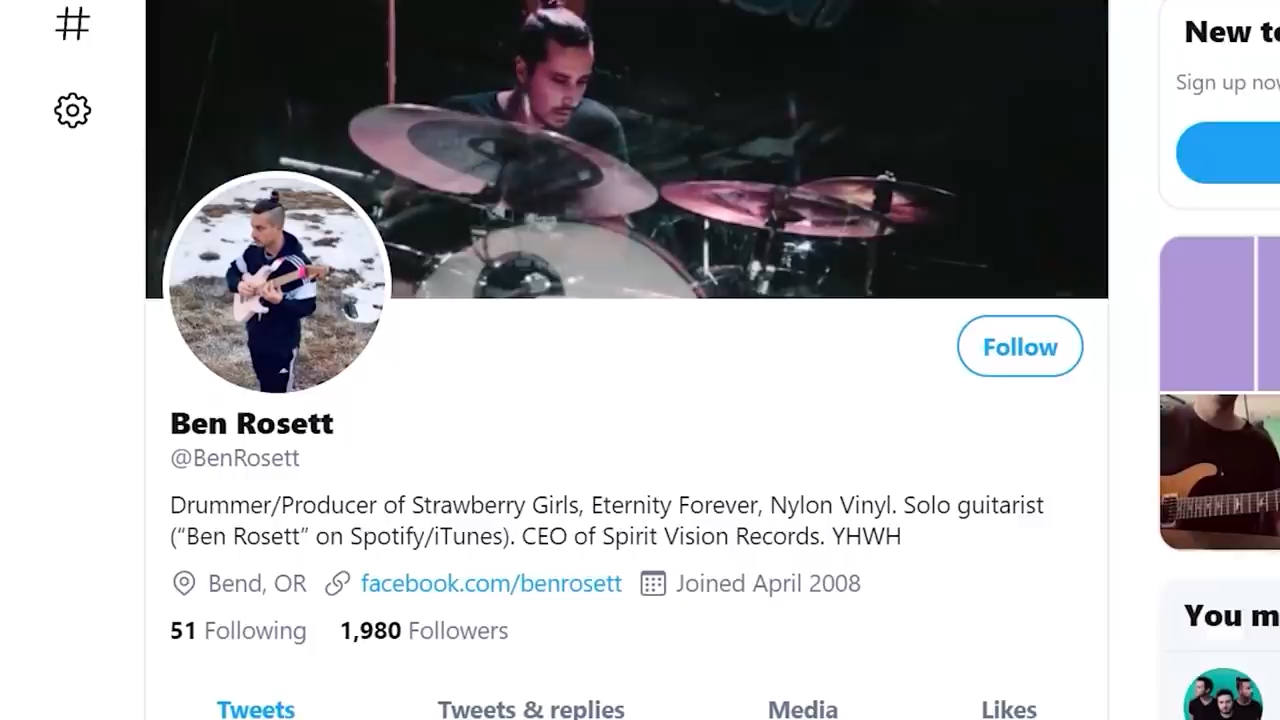 #
New t
Sign up now
Follow
Ben Rosett
@BenRosett
Drummer/Producer of Strawberry Girls, Eternity Forever, Nylon Vinyl. Solo guitarist
("Ben Rosett" on Spotify/iTunes). CEO of Spirit Vision Records. YHWH
Bend, OR facebook.com/benrosett Joined April 2008
51 Following 1,980 Followers
You m
Tweets Tweets & replies Media Likes